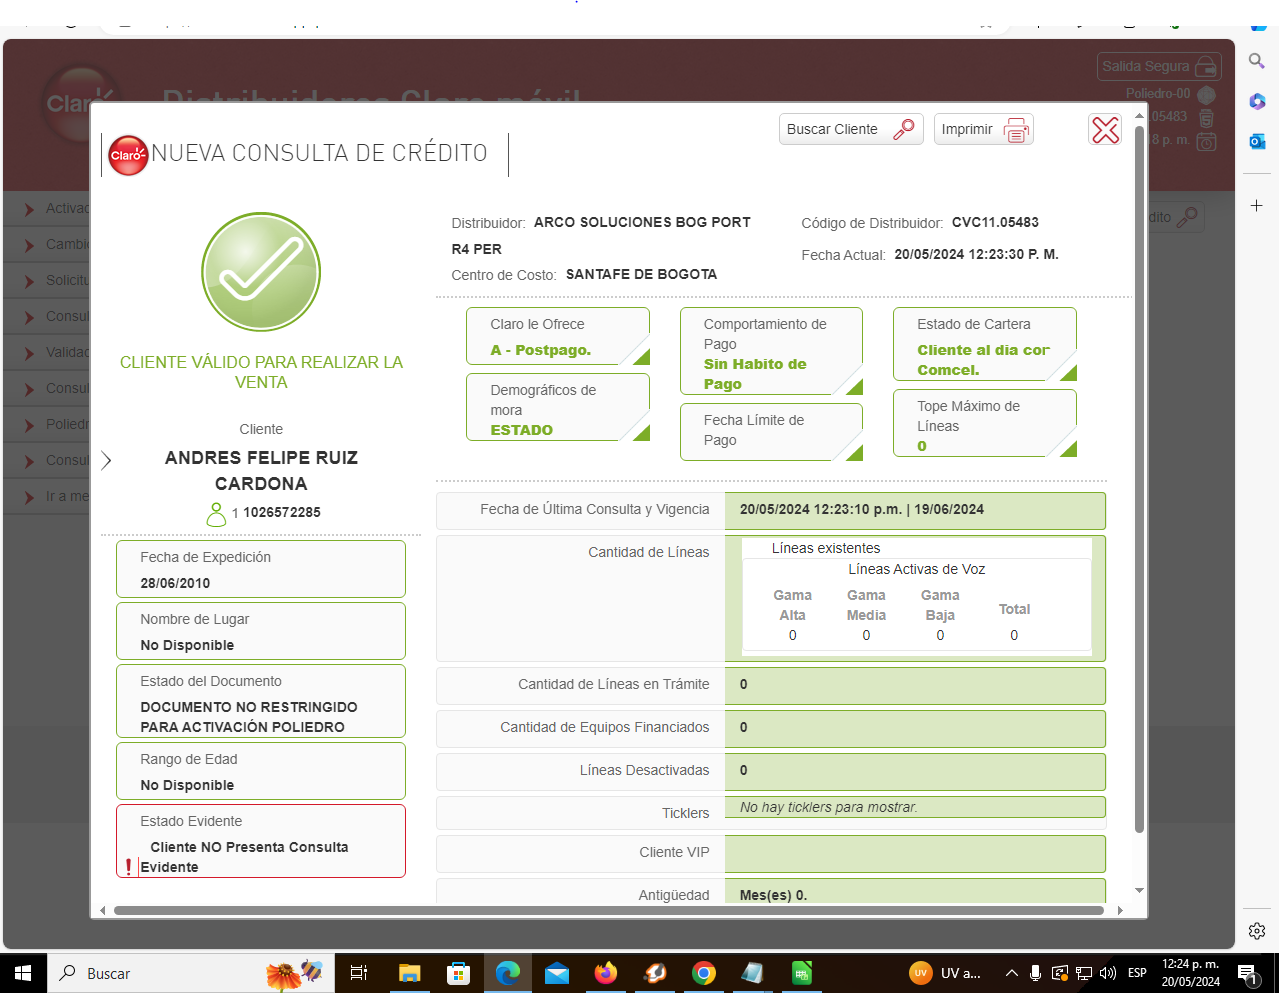 Salida Segura
Poliedro-00
.05483
18 p. m.
Buscar Cliente
Imprimir
Claro
NUEVA CONSULTA DE CRÉDITO
Distribuidor: ARCO SOLUCIONES BOG PORT
R4 PER
Centro de Costo: SANTAFE DE BOGOTA
Código de Distribuidor: CVC11.05483
Fecha Actual: 20/05/2024 12:23:30 P. M.
CLIENTE VÁLIDO PARA REALIZAR LA
VENTA
Cliente
ANDRES FELIPE RUIZ
CARDONA
1 1026572285
Fecha de Expedición
28/06/2010
Nombre de Lugar
No Disponible
Estado del Documento
DOCUMENTO NO RESTRINGIDO
PARA ACTIVACIÓN POLIEDRO
Rango de Edad
No Disponible
Estado Evidente
Cliente NO Presenta Consulta
Evidente
Claro le Ofrece
A - Postpago.
Comportamiento de
Pago
Sin Habito de
Pago
Estado de Cartera
Cliente al dia cor
Comcel.
Demográficos de
mora
ESTADO
Fecha Límite de
Pago
Tope Máximo de
Líneas
0
Fecha de Última Consulta y Vigencia 20/05/2024 12:23:10 p.m. | 19/06/2024
Cantidad de Líneas
Líneas existentes
Líneas Activas de Voz
Gama Alta Gama Media Gama Baja Total
0 0 0 0
Cantidad de Líneas en Trámite 0
Cantidad de Equipos Financiados 0
Líneas Desactivadas 0
Ticklers No hay ticklers para mostrar.
Cliente VIP
Antigüedad Mes(es) 0.
Activac
Cambi
Solicitu
Consul
Validac
Consul
Poliedr
Consul
Ir a me
dito
Buscar
UV
UV a...
ESP
12:24 p. m.
20/05/2024
1